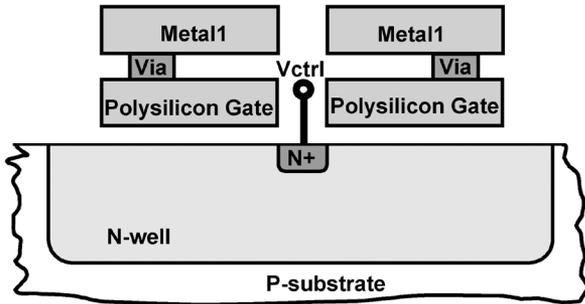 Metal1
Metal1
Via
Vctrl
Via
Polysilicon Gate
Polysilicon Gate
N+
N-well
P-substrate